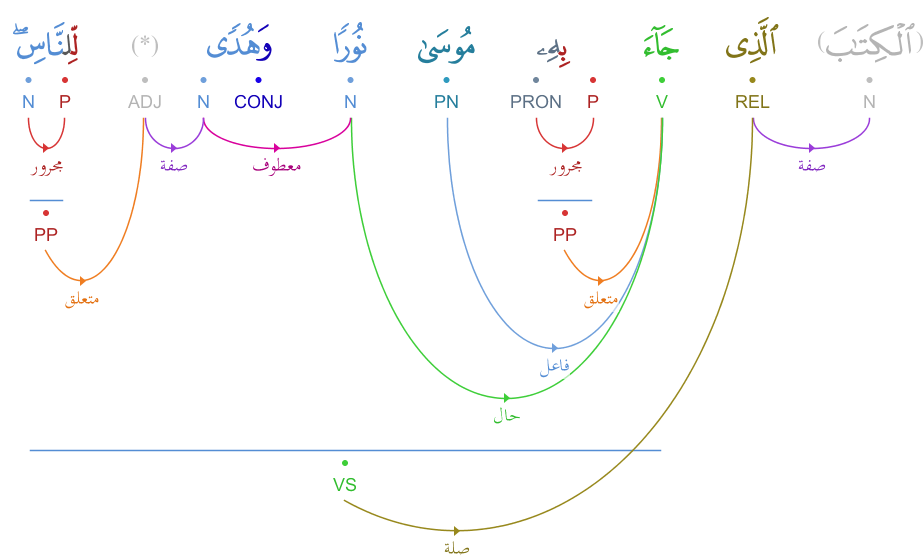 (ٱلْكِتَـٰبَ) ٱلَّذِى جَآءَ بِهِۦ مُوسَىٰ نُورًا وَهُدًى (*) لِّلنَّاسِ ۖ
N REL V P PRON PN N CONJ N ADJ P N
صفة مجرور معطوف صفة مجرور
PP PP
متعلق متعلق
فاعل
حال
VS
صلة